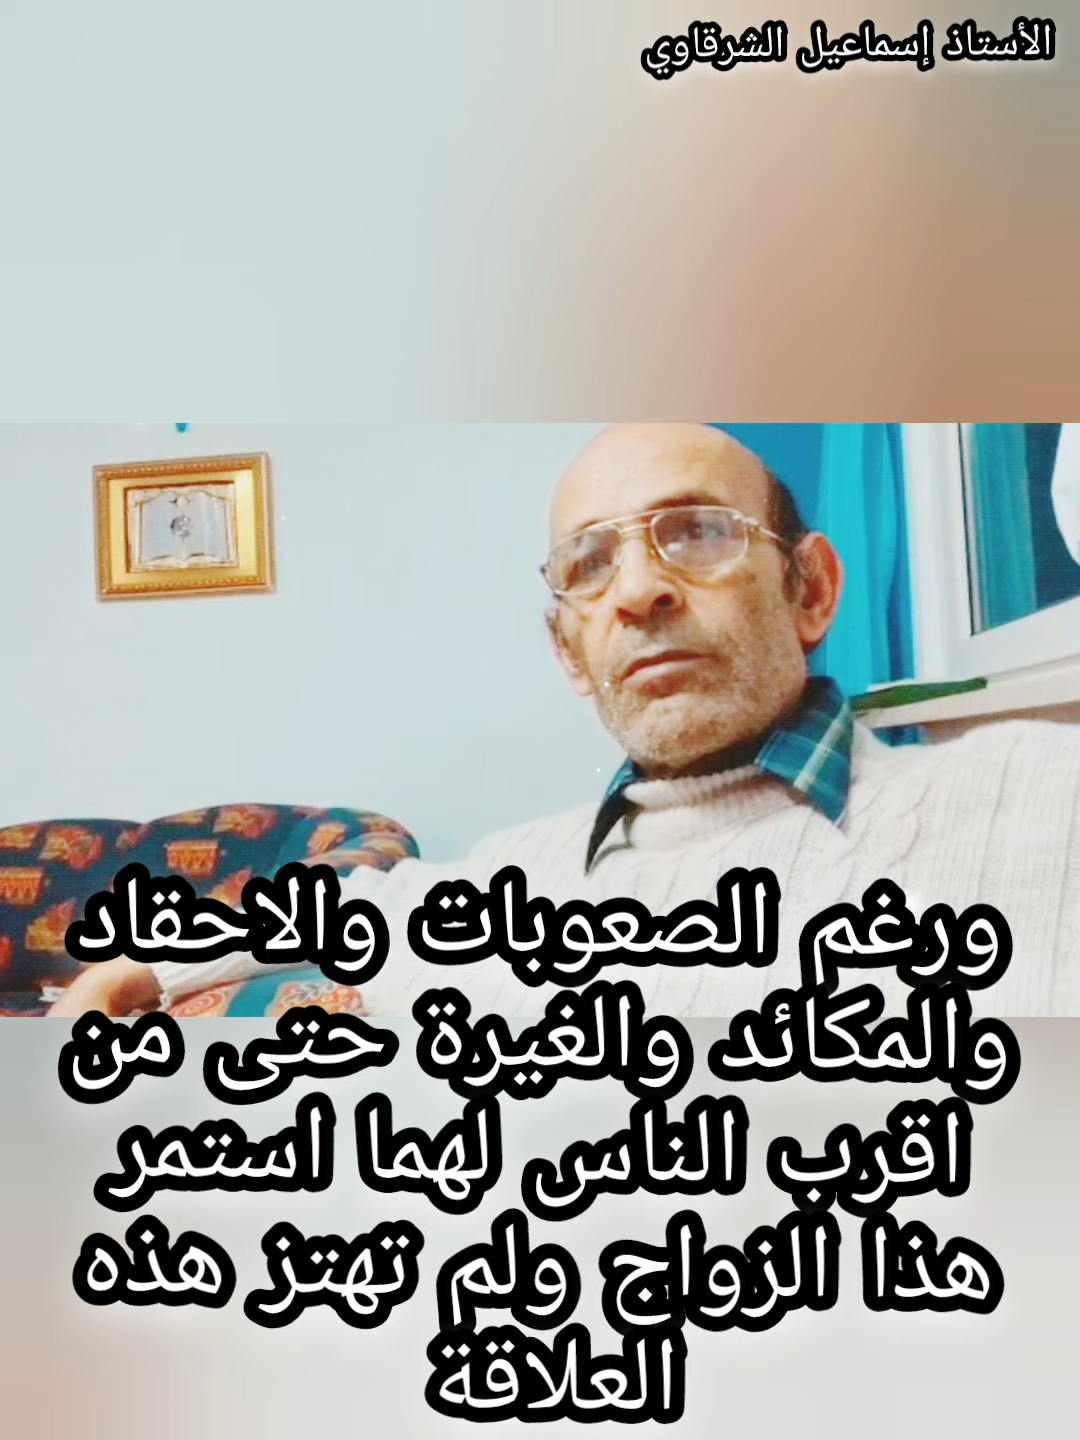 الأستاذ إسماعيل الشرقاوي
ورغم الصعوبات والاحقاد
والمكائد والغيرة حتى من
اقرب الناس لهما استمر
هذا الزواج ولم تهتز هذه
العلاقة